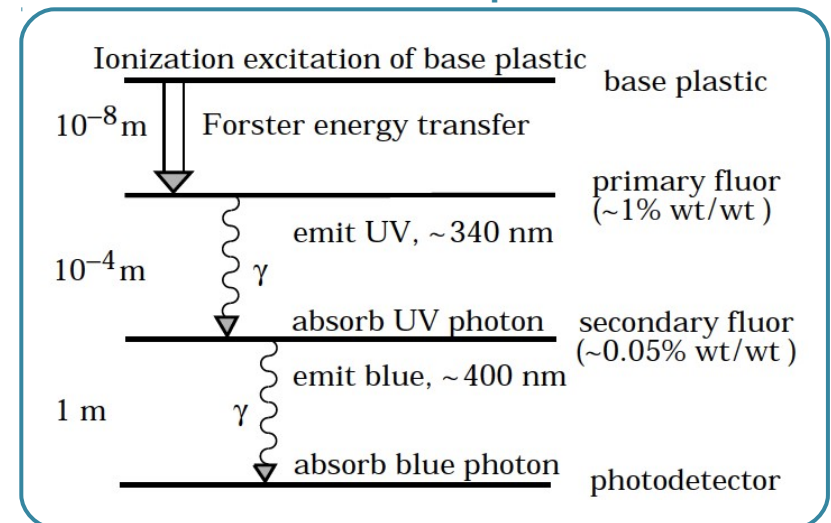 Ionization excitation of base plastic
base plastic
10⁻⁸ m
Forster energy transfer
primary fluor
(~1% wt/wt )
emit UV, ~340 nm
10⁻⁴ m
γ
absorb UV photon
secondary fluor
(~0.05% wt/wt )
emit blue, ~400 nm
1 m
γ
absorb blue photon
photodetector